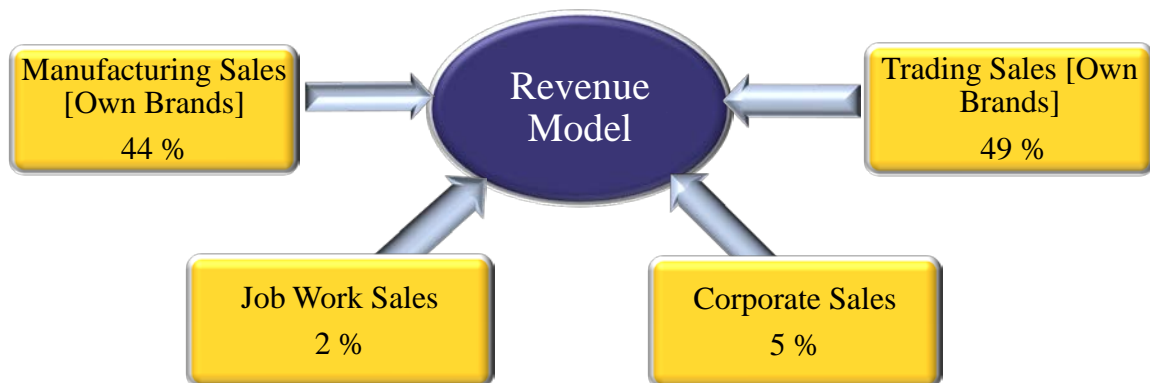 Manufacturing Sales
[Own Brands]
44 %
Revenue
Model
Trading Sales [Own
Brands]
49 %
Job Work Sales
2 %
Corporate Sales
5 %